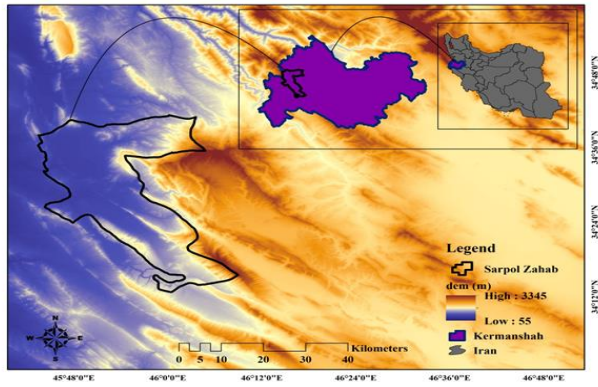 Legend
Sarpol Zahab
dem (m)
High : 3345
Low : 55
Kermanshah
Iran
N
W E
S
Kilometers
0 5 10 20 30 40
45°48'0"E 46°0'0"E 46°12'0"E 46°24'0"E 46°36'0"E 46°48'0"E
34°48'0"N
34°36'0"N
34°24'0"N
34°12'0"N